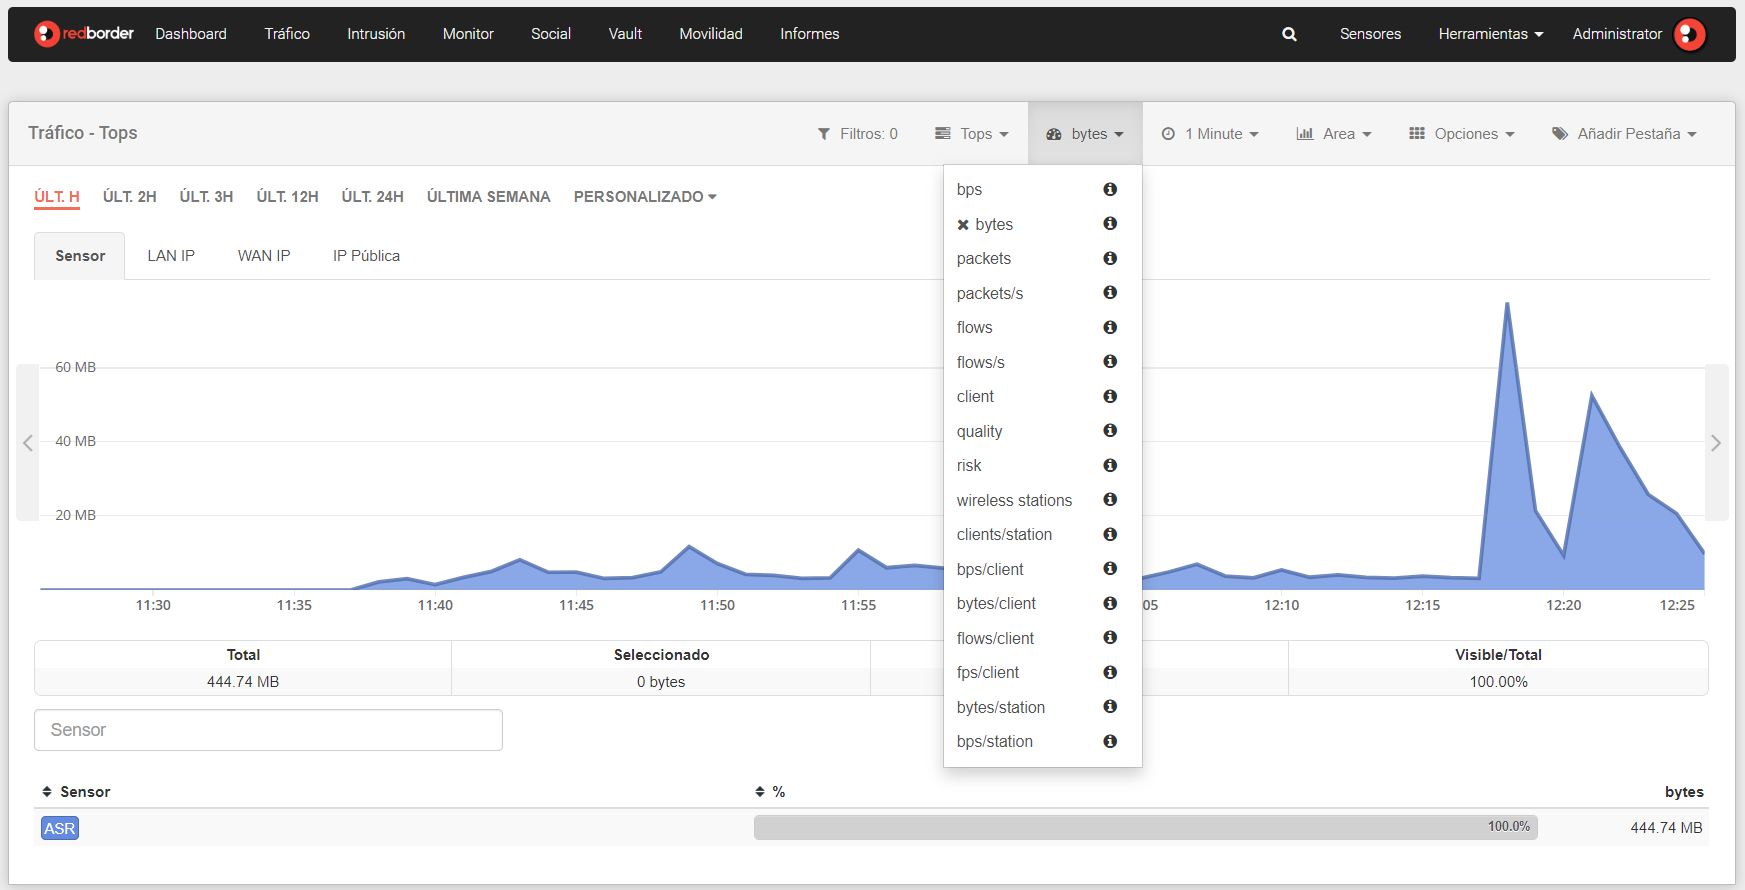 redborder Dashboard Tráfico Intrusión Monitor Social Vault Movilidad Informes Sensores Herramientas Administrator
Tráfico - Tops Filtros: 0 Tops bytes 1 Minute Area Opciones Añadir Pestaña
ÚLT. H ÚLT. 2H ÚLT. 3H ÚLT. 12H ÚLT. 24H ÚLTIMA SEMANA PERSONALIZADO
Sensor LAN IP WAN IP IP Pública
bps
bytes
packets
packets/s
flows
flows/s
client
quality
risk
wireless stations
clients/station
bps/client
bytes/client
flows/client
fps/client
bytes/station
bps/station
60 MB
40 MB
20 MB
11:30 11:35 11:40 11:45 11:50 11:55 05 12:10 12:15 12:20 12:25
Total Seleccionado Visible/Total
444.74 MB 0 bytes 100.00%
Sensor
Sensor % bytes
ASR 100.0% 444.74 MB